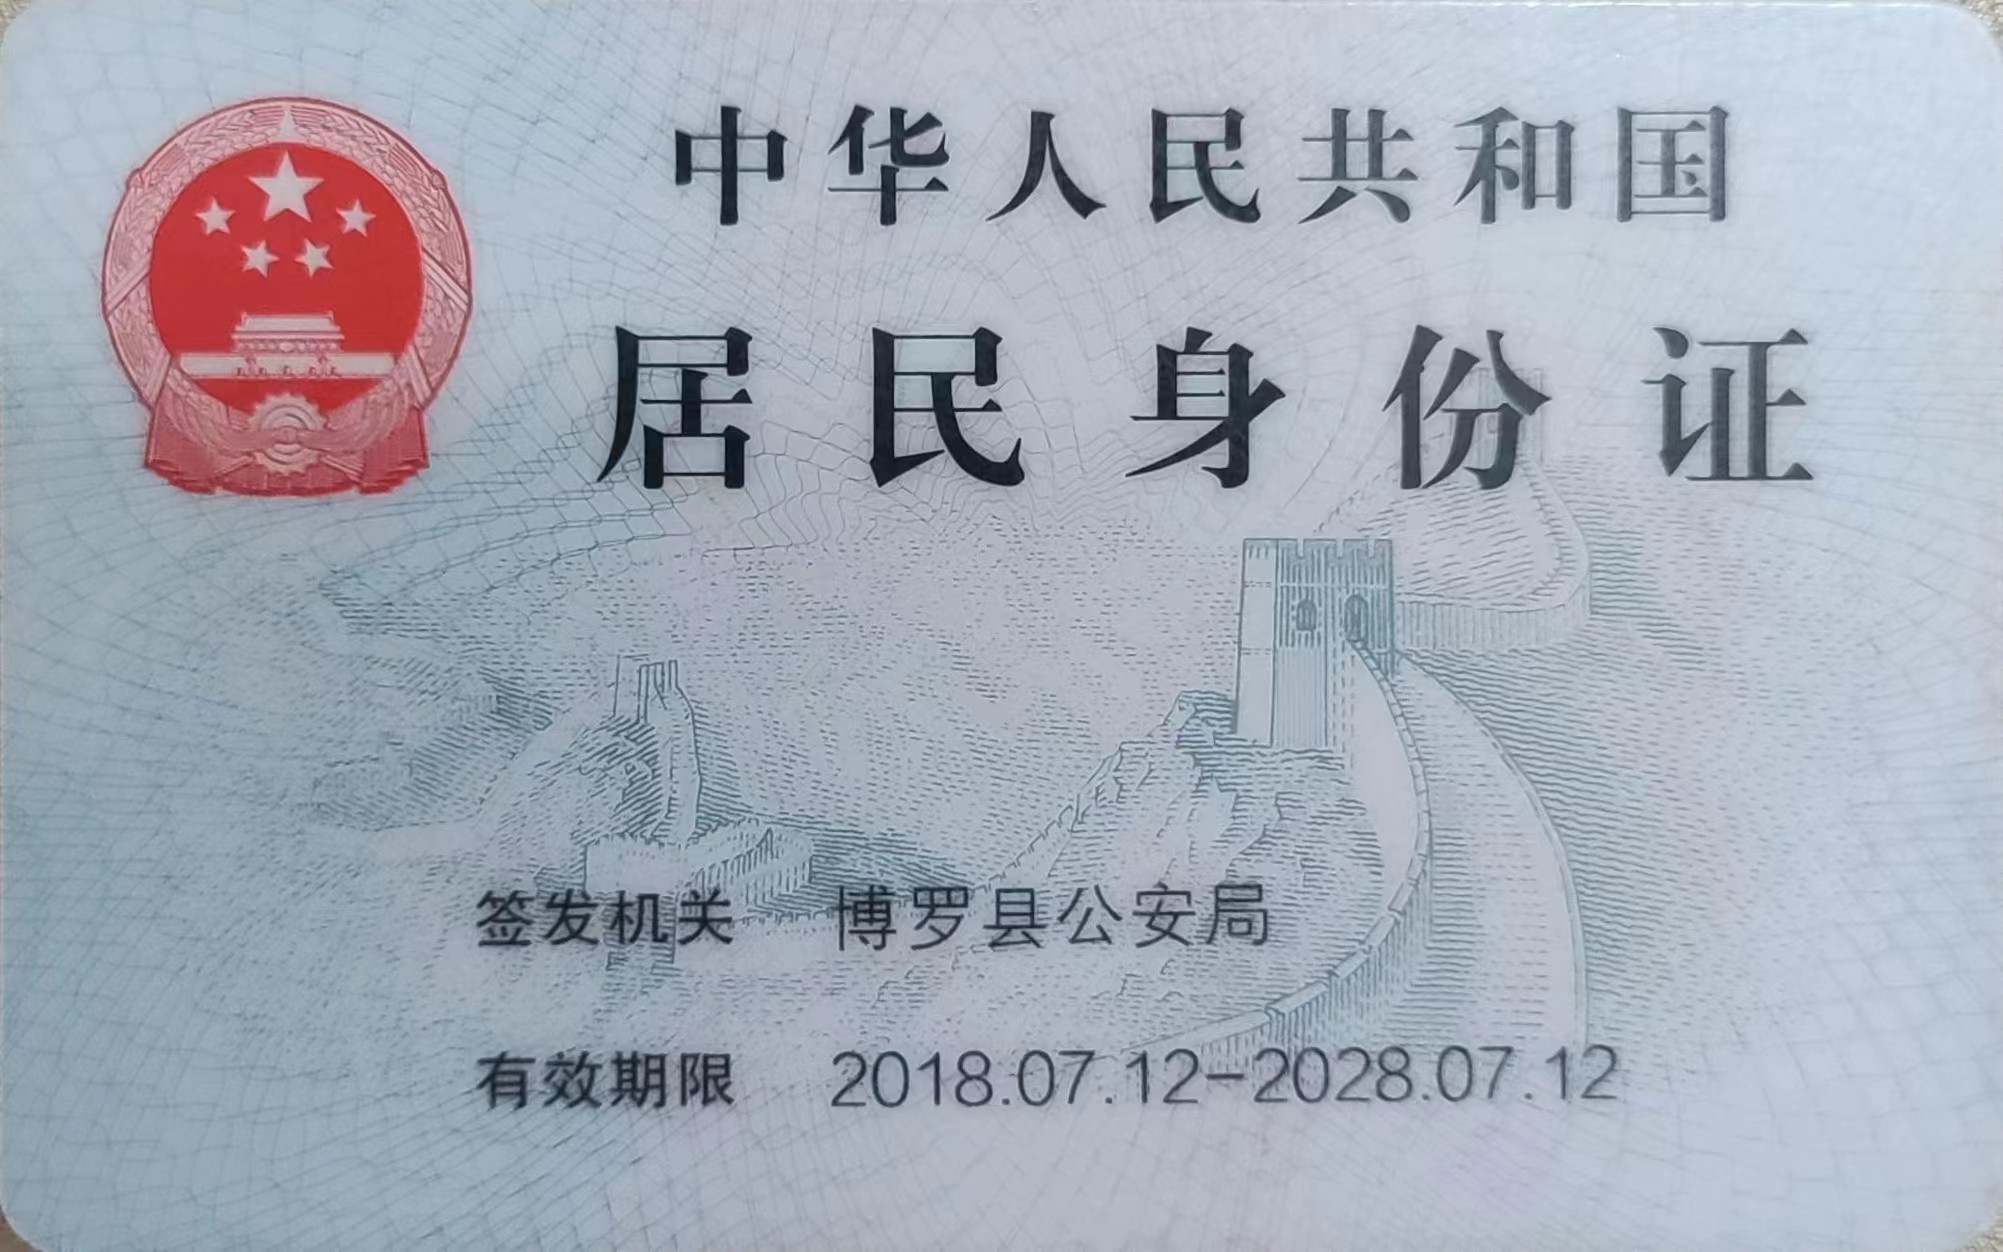 中华人民共和国
居民身份证
签发机关 博罗县公安局
有效期限 2018.07.12-2028.07.12